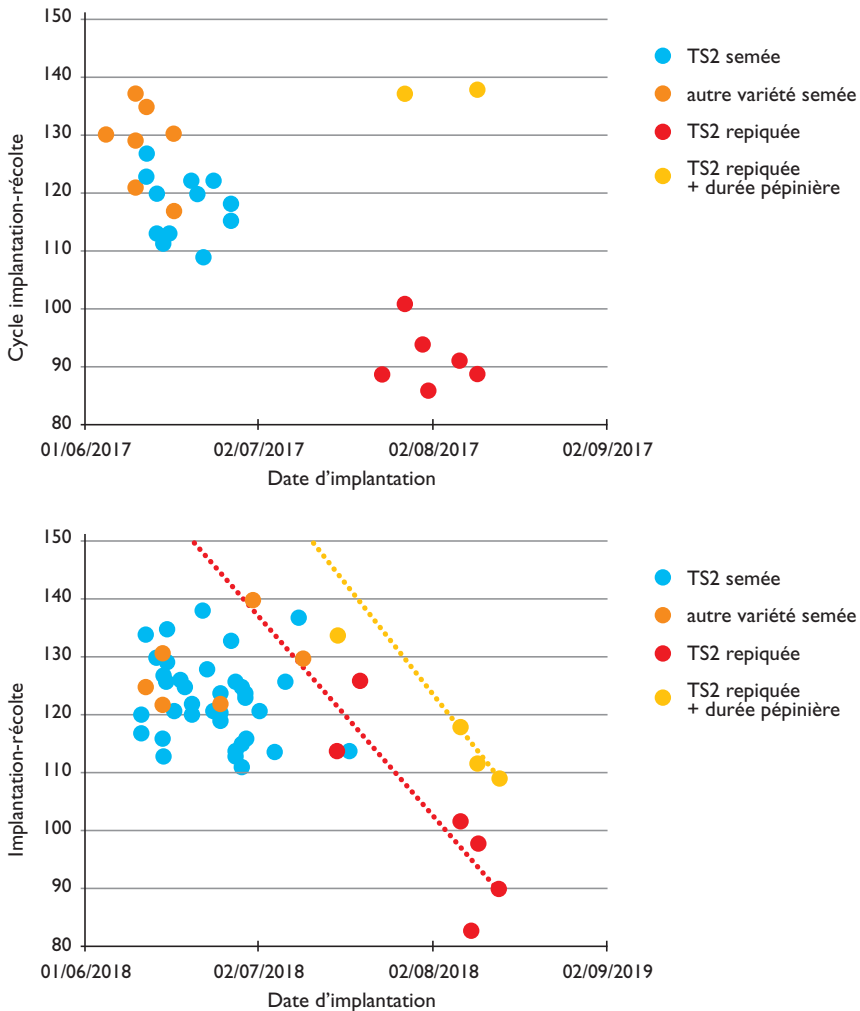 150
140
130
120
110
100
90
80
Cycle implantation-récolte
01/06/2017
02/07/2017
02/08/2017
02/09/2017
Date d'implantation
TS2 semée
autre variété semée
TS2 repiquée
TS2 repiquée
+ durée pépinière
150
140
130
120
110
100
90
80
Implantation-récolte
01/06/2018
02/07/2018
02/08/2018
02/09/2019
Date d'implantation
TS2 semée
autre variété semée
TS2 repiquée
TS2 repiquée
+ durée pépinière